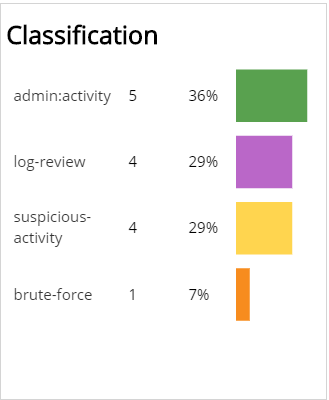 Classification
admin:activity 5 36%
log-review 4 29%
suspicious-
activity 4 29%
brute-force 1 7%